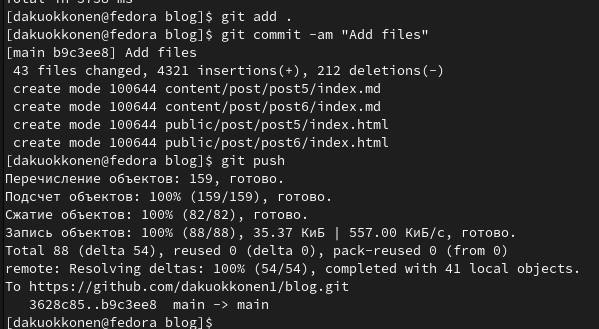 Total in 3758 ms
[dakuokkonen@fedora blog]$ git add .
[dakuokkonen@fedora blog]$ git commit -am "Add files"
[main b9c3ee8] Add files
 43 files changed, 4321 insertions(+), 212 deletions(-)
 create mode 100644 content/post/post5/index.md
 create mode 100644 content/post/post6/index.md
 create mode 100644 public/post/post5/index.html
 create mode 100644 public/post/post6/index.html
[dakuokkonen@fedora blog]$ git push
Перечисление объектов: 159, готово.
Подсчет объектов: 100% (159/159), готово.
Сжатие объектов: 100% (82/82), готово.
Запись объектов: 100% (88/88), 35.37 КиБ | 557.00 КиБ/с, готово.
Total 88 (delta 54), reused 0 (delta 0), pack-reused 0 (from 0)
remote: Resolving deltas: 100% (54/54), completed with 41 local objects.
To https://github.com/dakuokkonen1/blog.git
   3628c85..b9c3ee8  main -> main
[dakuokkonen@fedora blog]$